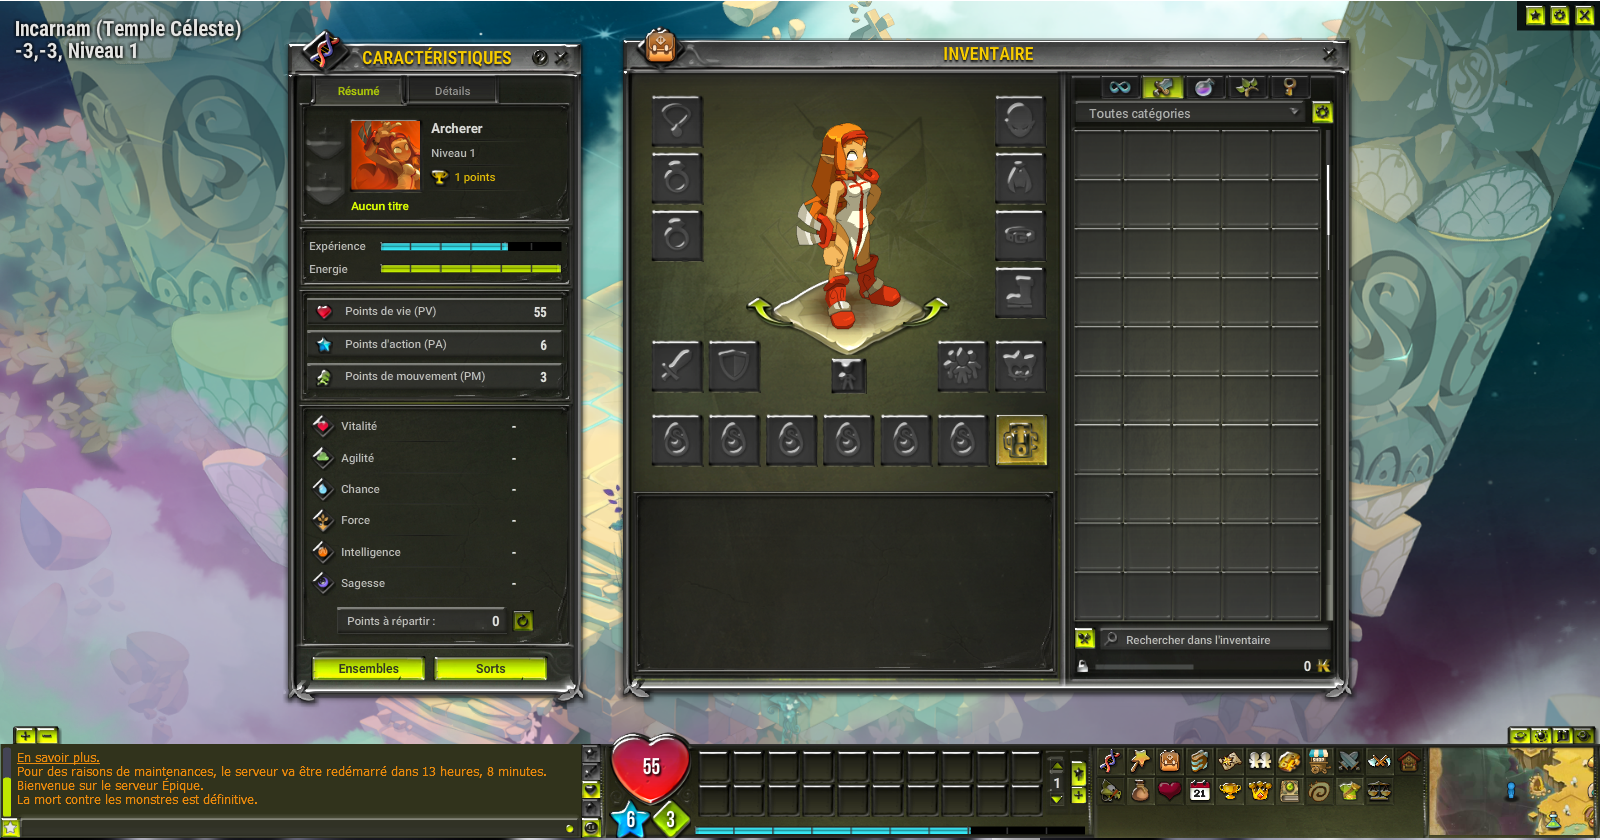 Incarnam (Temple Céleste)
-3,-3, Niveau 1
CARACTÉRISTIQUES
Résumé
Détails
Archerer
Niveau 1
1 points
Aucun titre
Expérience
Energie
Points de vie (PV) 55
Points d'action (PA) 6
Points de mouvement (PM) 3
Vitalité -
Agilité -
Chance -
Force -
Intelligence -
Sagesse -
Points à répartir : 0
Ensembles
Sorts
INVENTAIRE
Toutes catégories
Rechercher dans l'inventaire
0
En savoir plus.
Pour des raisons de maintenances, le serveur va être redémarré dans 13 heures, 8 minutes.
Bienvenue sur le serveur Épique.
La mort contre les monstres est définitive.
55
6
3
1
21